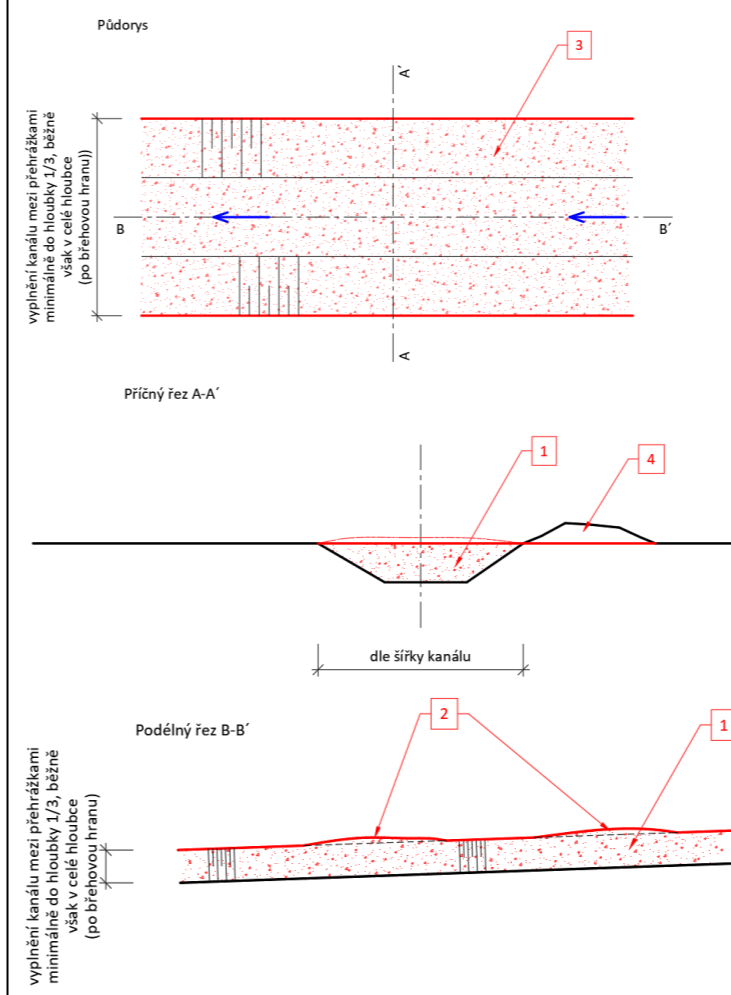 Půdorys
3
A´
vyplnění kanálu mezi přehrážkami
minimálně do hloubky 1/3, běžně
však v celé hloubce
(po břehovou hranu))
B
B´
A
Příčný řez A-A´
1
4
dle šířky kanálu
Podélný řez B-B´
2
1
vyplnění kanálu mezi přehrážkami
minimálně do hloubky 1/3, běžně
však v celé hloubce
(po břehovou hranu)